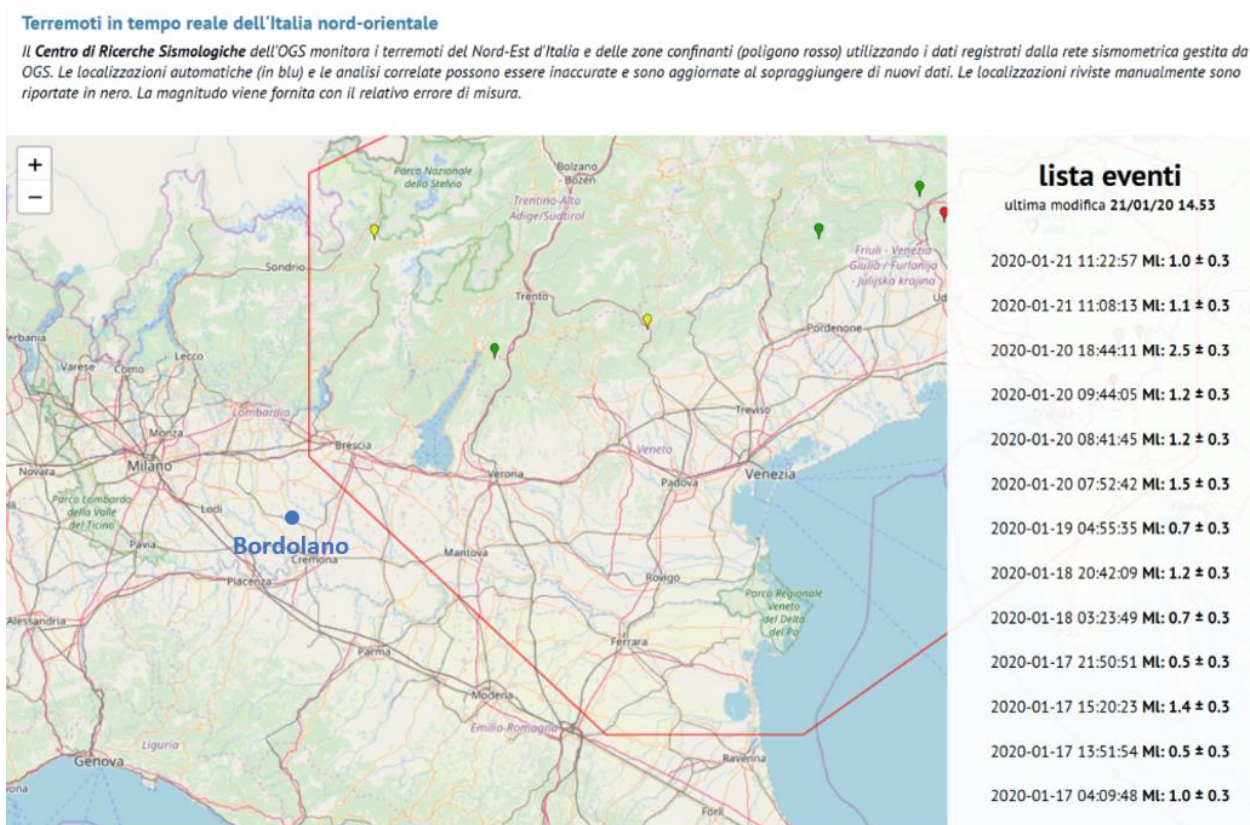 Terremoti in tempo reale dell'Italia nord-orientale
Il Centro di Ricerche Sismologiche dell'OGS monitora i terremoti del Nord-Est d'Italia e delle zone confinanti (poligono rosso) utilizzando i dati registrati dalla rete sismometrica gestita da
OGS. Le localizzazioni automatiche (in blu) e le analisi correlate possono essere inaccurate e sono aggiornate al sopraggiungere di nuovi dati. Le localizzazioni riviste manualmente sono
riportate in nero. La magnitudo viene fornita con il relativo errore di misura.
+
−
Parco Nazionale
dello Stelvio
Bolzano
- Bozen
Trentino-Alto
Adige/Südtirol
Sondrio
Friuli - Venezia
Giulia / Furlanija
- Julijska krajina
Trento
Ud
Pordenone
erbania
Lecco
Varese
Como
Lombardia
Treviso
Monza
Brescia
Milano
Novara
Verona
Veneto
Padova
Venezia
Parco Lombardo
della Valle
del Ticino
Lodi
Pavia
Bordolano
Cremona
Mantova
Piacenza
Rovigo
Parco Regionale
Veneto
del Delta
del Po
Alessandria
Ferrara
Parma
Modena
Emilia-Romagna
Liguria
Genova
Ravenna
ona
Forlì
lista eventi
ultima modifica 21/01/20 14.53
2020-01-21 11:22:57 Ml: 1.0 ± 0.3
2020-01-21 11:08:13 Ml: 1.1 ± 0.3
2020-01-20 18:44:11 Ml: 2.5 ± 0.3
2020-01-20 09:44:05 Ml: 1.2 ± 0.3
2020-01-20 08:41:45 Ml: 1.2 ± 0.3
2020-01-20 07:52:42 Ml: 1.5 ± 0.3
2020-01-19 04:55:35 Ml: 0.7 ± 0.3
2020-01-18 20:42:09 Ml: 1.2 ± 0.3
2020-01-18 03:23:49 Ml: 0.7 ± 0.3
2020-01-17 21:50:51 Ml: 0.5 ± 0.3
2020-01-17 15:20:23 Ml: 1.4 ± 0.3
2020-01-17 13:51:54 Ml: 0.5 ± 0.3
2020-01-17 04:09:48 Ml: 1.0 ± 0.3